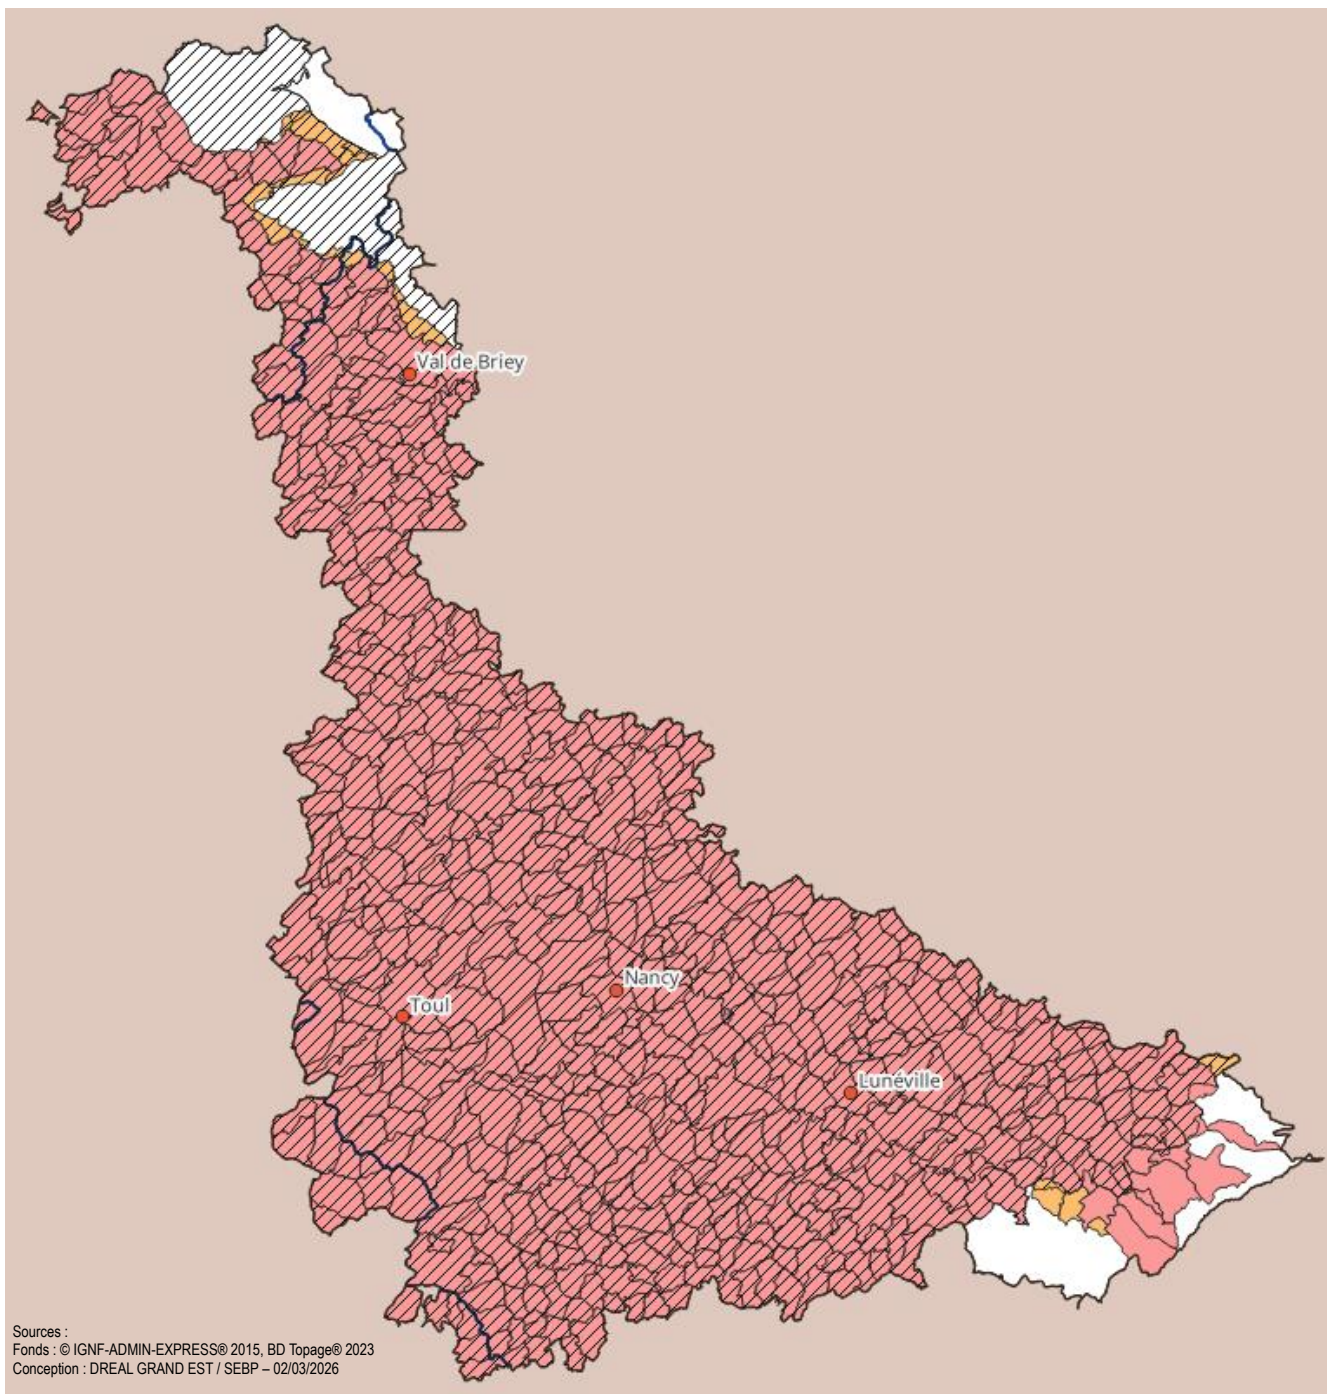 Val de Briey
Nancy
Toul
Lunéville
Sources :
Fonds : © IGNF-ADMIN-EXPRESS® 2015, BD Topage® 2023
Conception : DREAL GRAND EST / SEBP – 02/03/2026